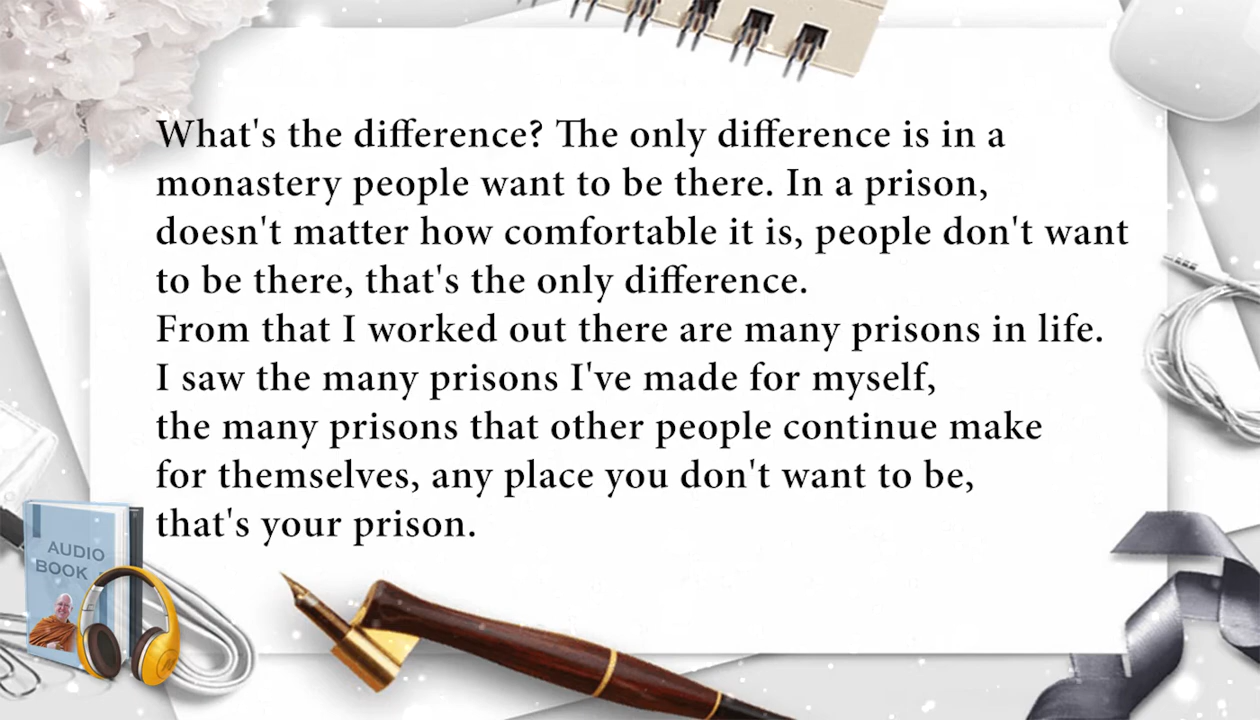 What's the difference? The only difference is in a
monastery people want to be there. In a prison,
doesn't matter how comfortable it is, people don't want
to be there, that's the only difference.
From that I worked out there are many prisons in life.
I saw the many prisons I've made for myself,
the many prisons that other people continue make
for themselves, any place you don't want to be,
that's your prison.
AUDIO
BOOK